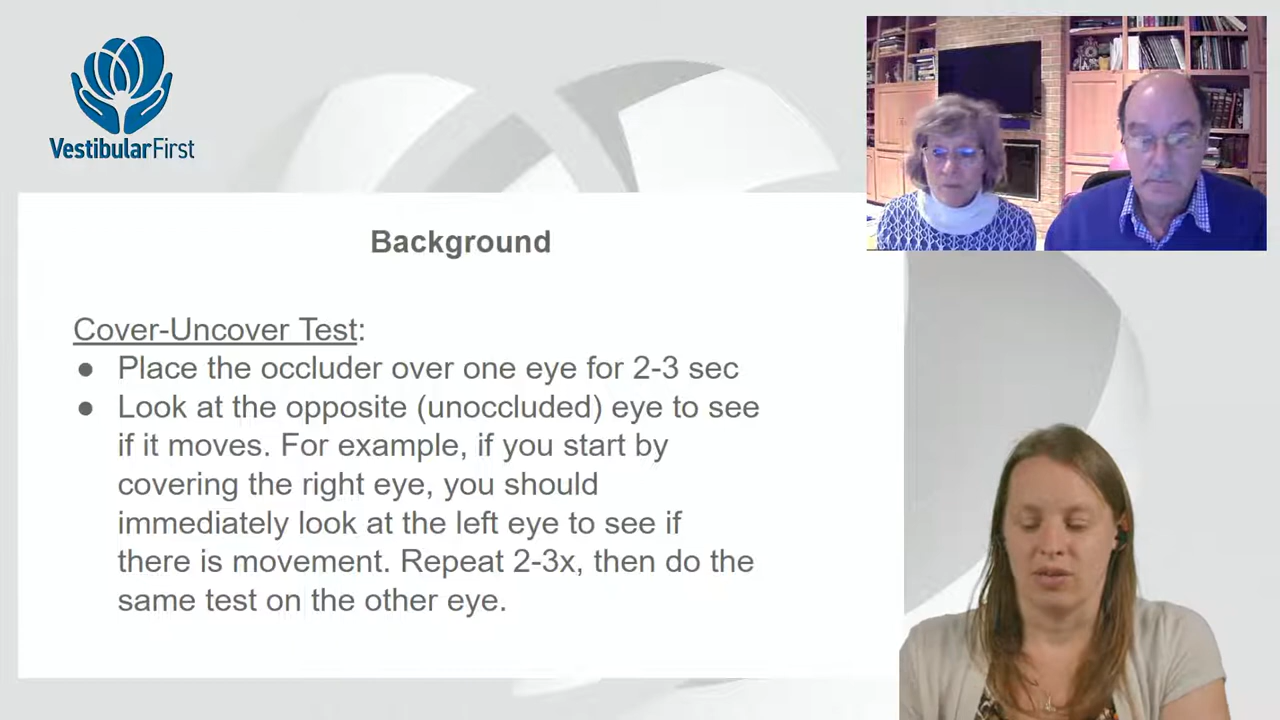 VestibularFirst
Background
Cover-Uncover Test:
● Place the occluder over one eye for 2-3 sec
● Look at the opposite (unoccluded) eye to see
if it moves. For example, if you start by
covering the right eye, you should
immediately look at the left eye to see if
there is movement. Repeat 2-3x, then do the
same test on the other eye.